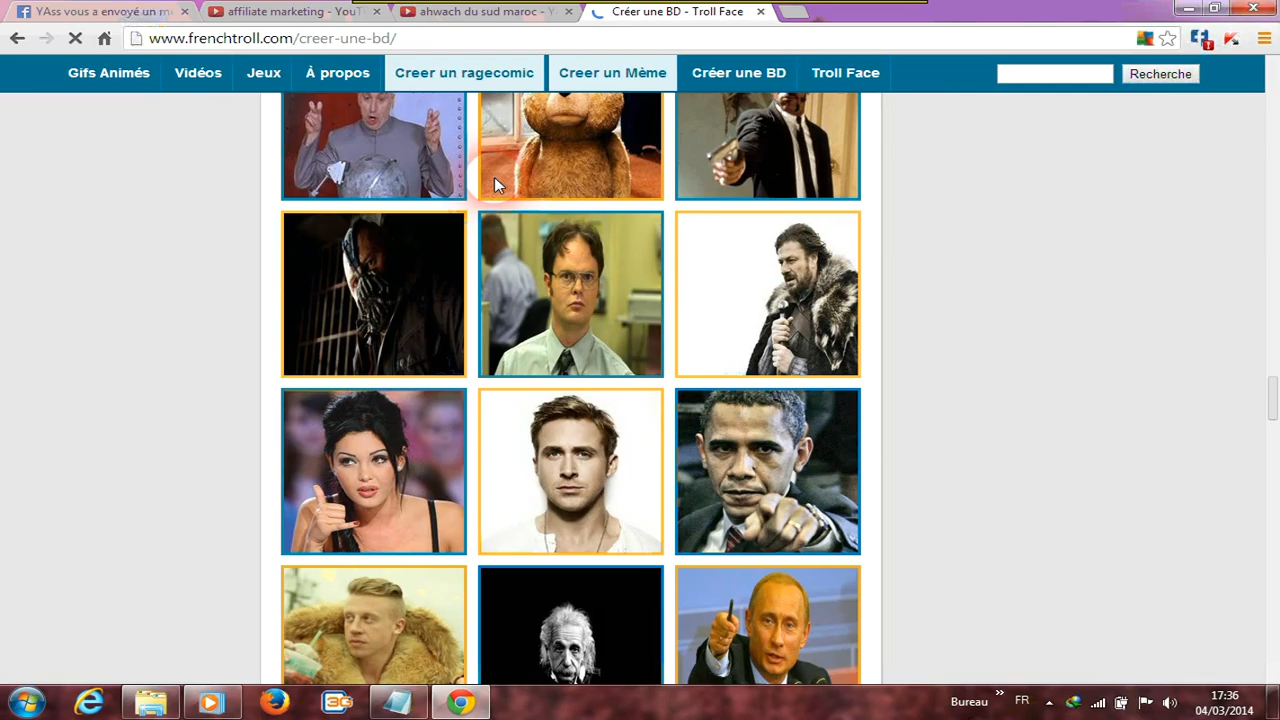 YAss vous a envoyé un m
affiliate marketing - YouT
ahwach du sud maroc - Y
Créer une BD - Troll Face
www.frenchtroll.com/creer-une-bd/
Gifs Animés
Vidéos
Jeux
À propos
Creer un ragecomic
Creer un Mème
Créer une BD
Troll Face
Recherche
3G
Bureau
»
FR
17:36
04/03/2014